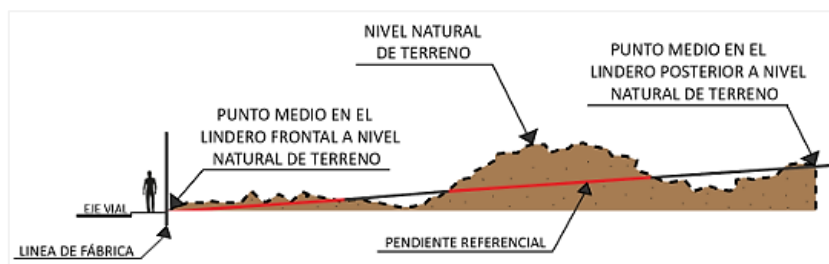 NIVEL NATURAL
DE TERRENO
PUNTO MEDIO EN EL
LINDERO POSTERIOR A NIVEL
NATURAL DE TERRENO
PUNTO MEDIO EN EL
LINDERO FRONTAL A NIVEL
NATURAL DE TERRENO
EJE VIAL
LINEA DE FÁBRICA
PENDIENTE REFERENCIAL